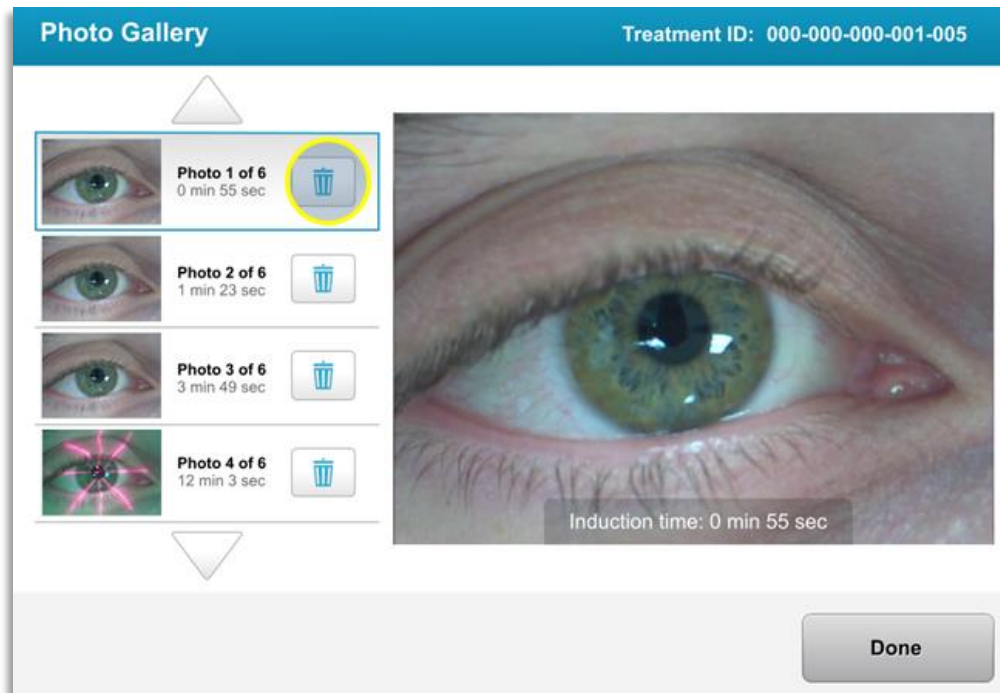 Photo Gallery
Treatment ID: 000-000-000-001-005
Photo 1 of 6
0 min 55 sec
Photo 2 of 6
1 min 23 sec
Photo 3 of 6
3 min 49 sec
Photo 4 of 6
12 min 3 sec
Induction time: 0 min 55 sec
Done